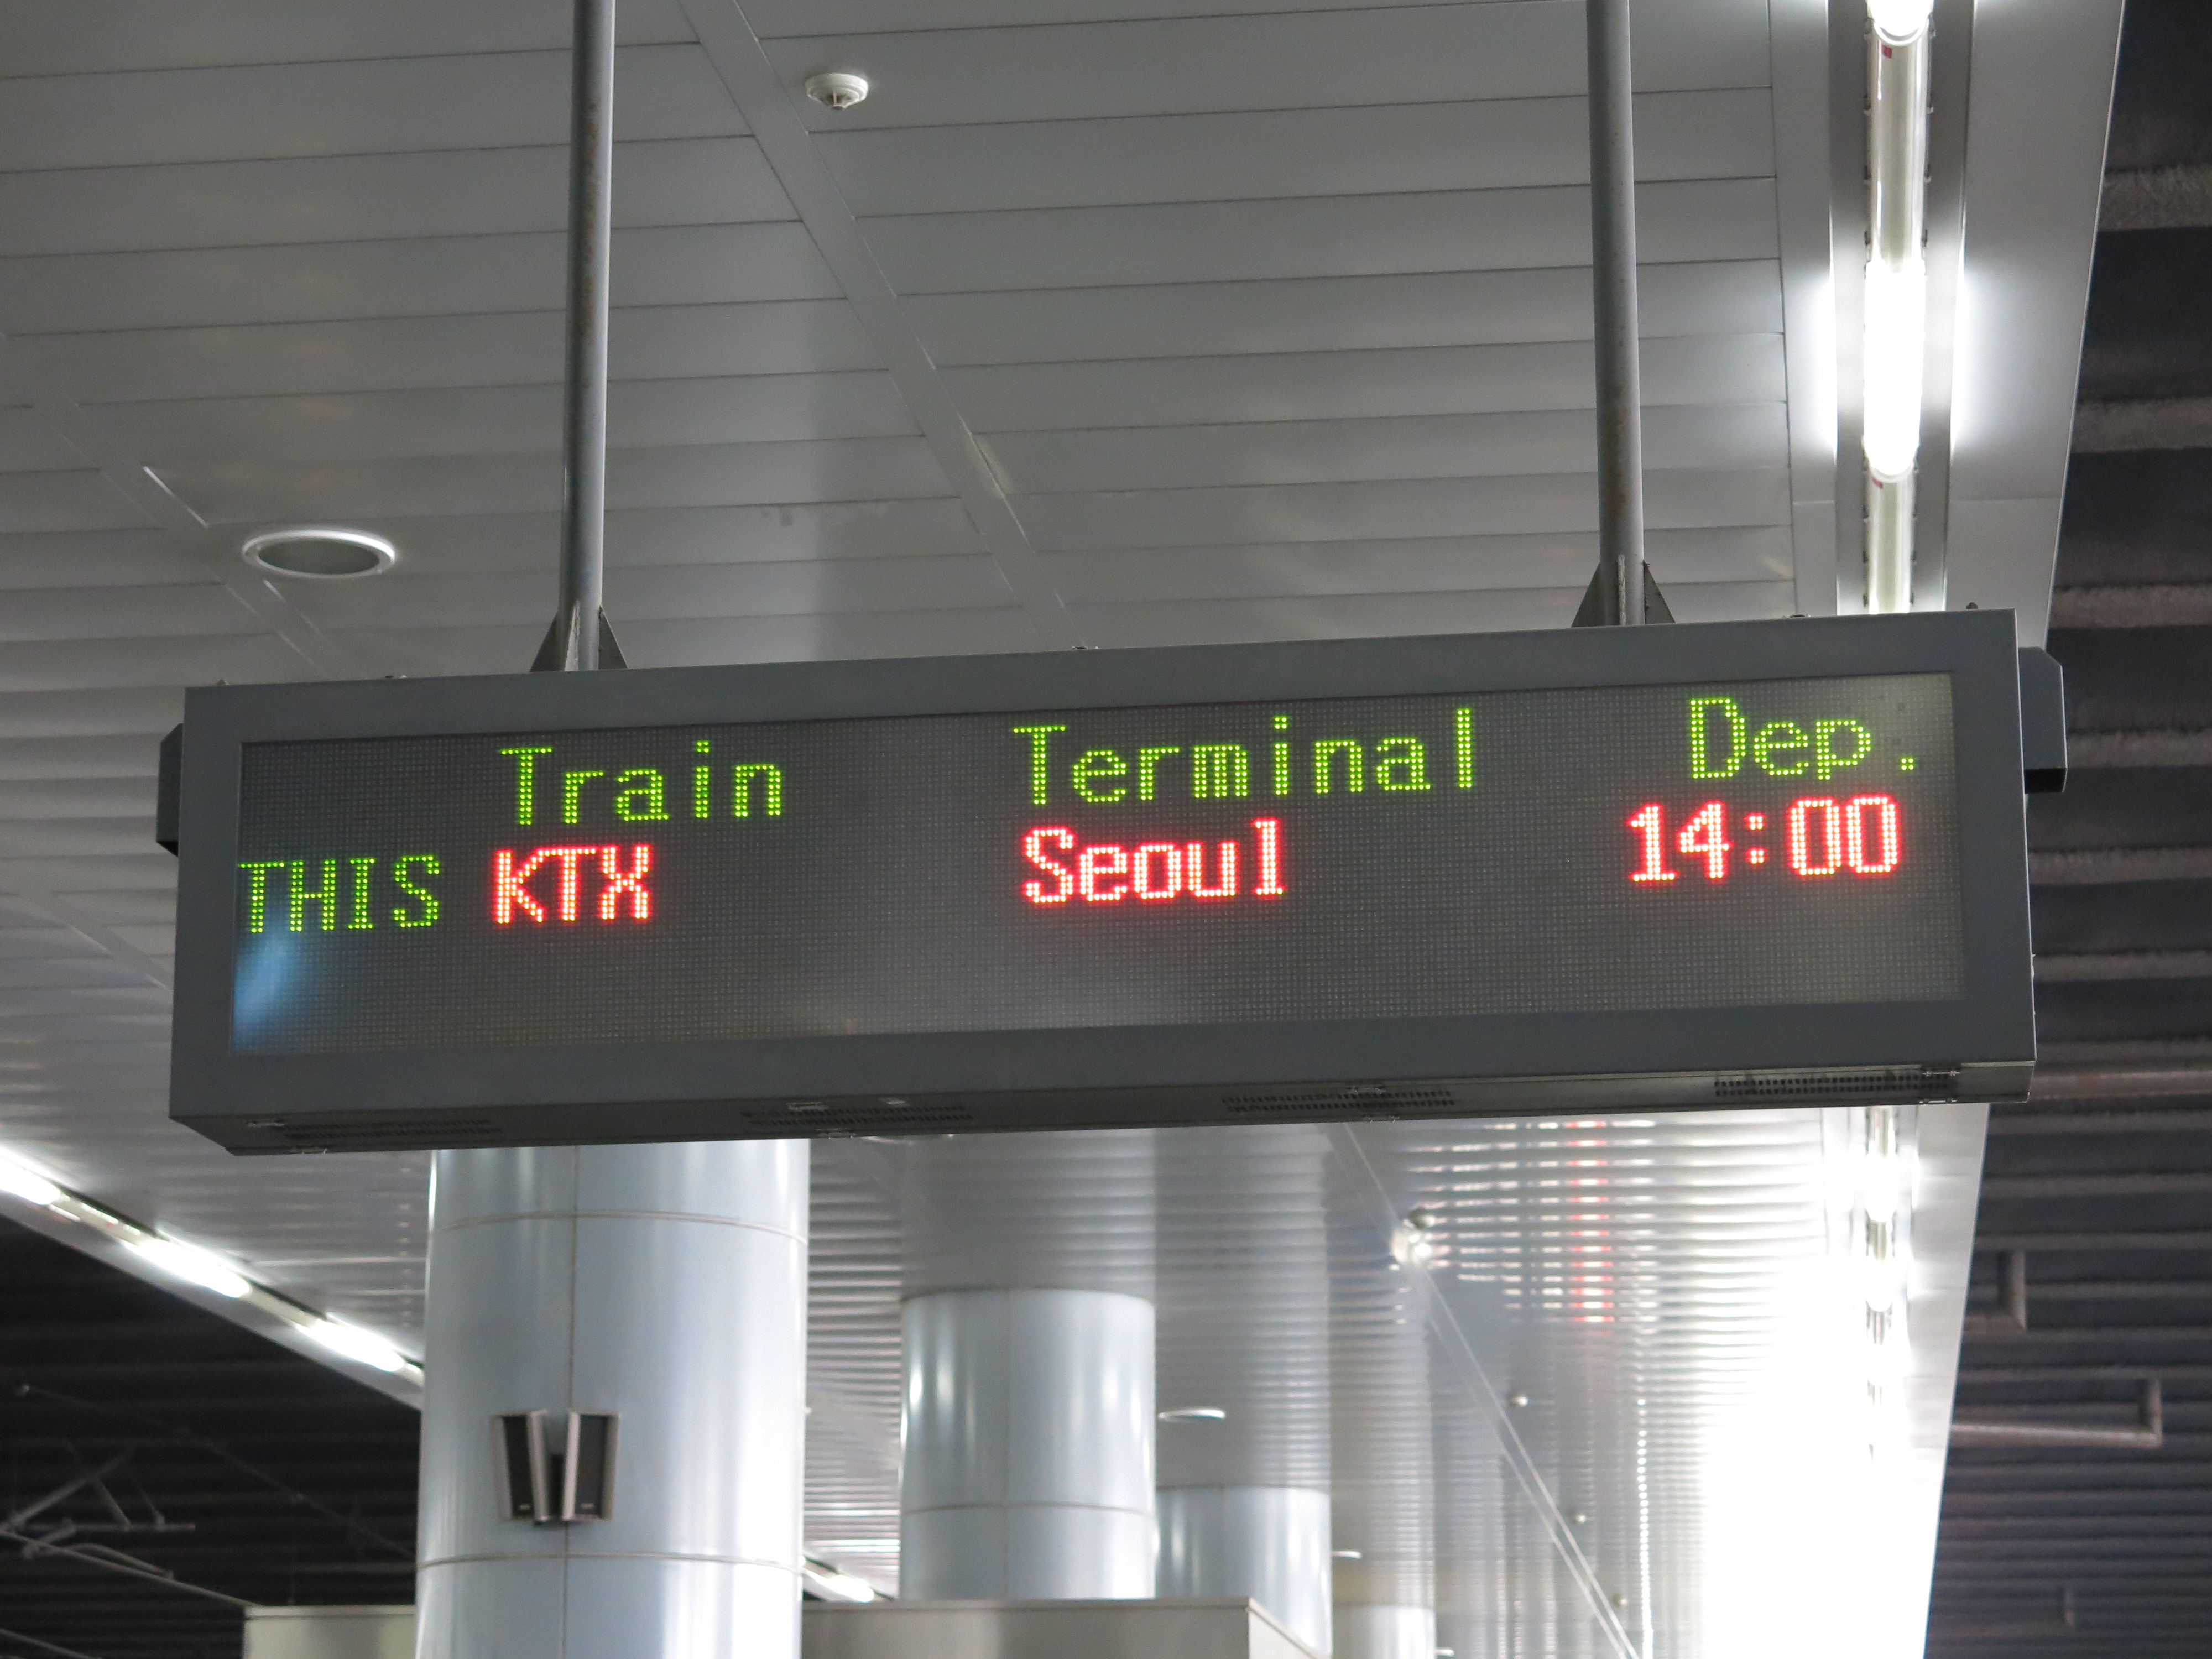 Train Terminal Dep.
THIS KTX Seoul 14:00